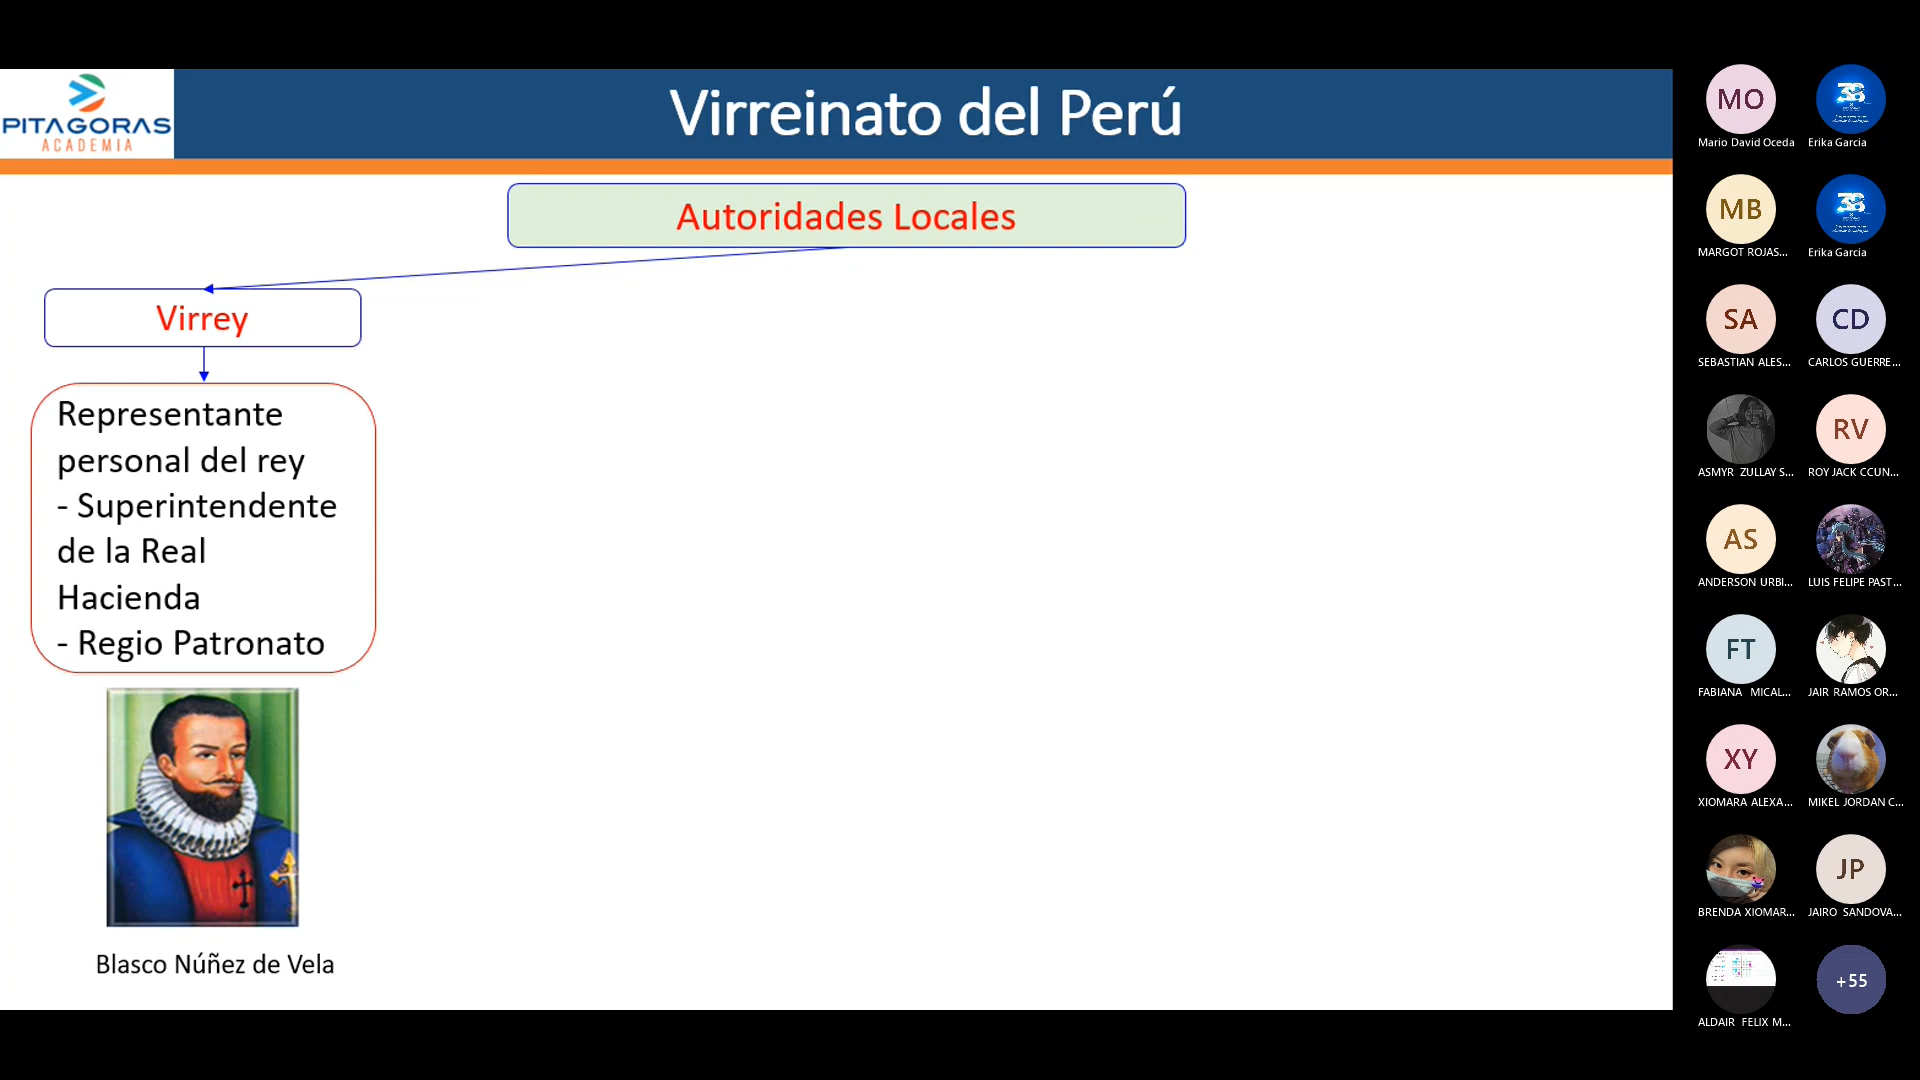 PITAGORAS
ACADEMIA
Virreinato del Perú
Autoridades Locales
Virrey
Representante
personal del rey
- Superintendente
de la Real
Hacienda
- Regio Patronato
Blasco Núñez de Vela
MO
Mario David Oceda
Erika Garcia
MB
MARGOT ROJAS...
Erika Garcia
SA
SEBASTIAN ALES...
CD
CARLOS GUERRE...
ASMYR ZULLAY S...
RV
ROY JACK CCUN...
AS
ANDERSON URBI...
LUIS FELIPE PAST...
FT
FABIANA MICAL...
JAIR RAMOS OR...
XY
XIOMARA ALEXA...
MIKEL JORDAN C...
BRENDA XIOMAR...
JP
JAIRO SANDOVA...
ALDAIR FELIX M...
+55